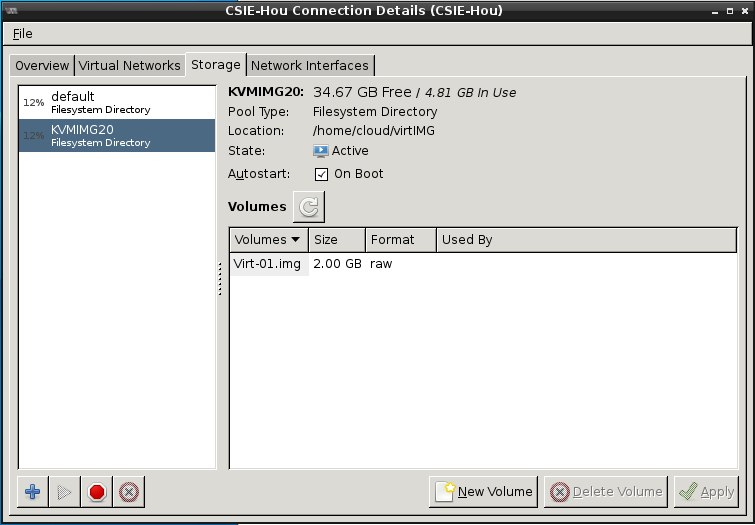 CSIE-Hou Connection Details (CSIE-Hou)
File
Overview Virtual Networks Storage Network Interfaces
12% default
Filesystem Directory
12% KVMIMG20
Filesystem Directory
KVMIMG20: 34.67 GB Free / 4.81 GB In Use
Pool Type: Filesystem Directory
Location: /home/cloud/virtIMG
State: Active
Autostart: On Boot
Volumes
Volumes Size Format Used By
Virt-01.img 2.00 GB raw
New Volume Delete Volume Apply